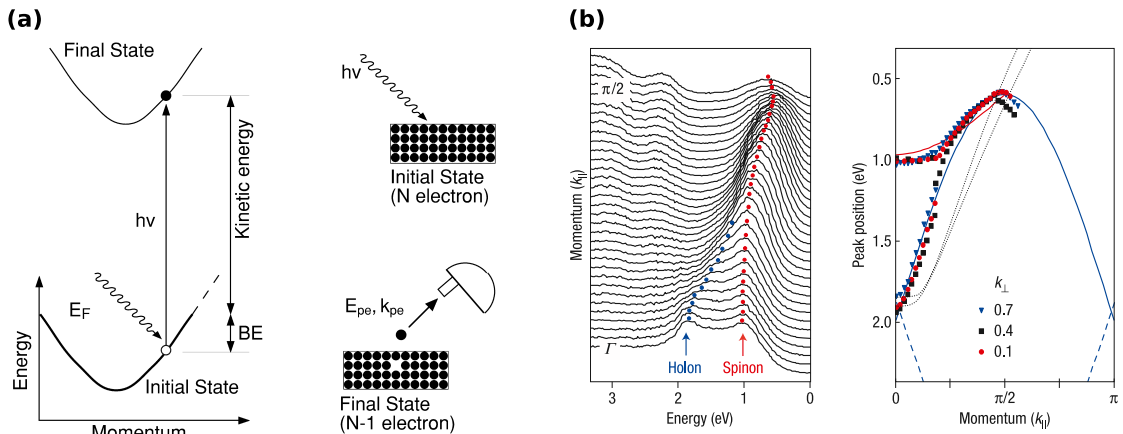 (a)
Final State
hν
Kinetic energy
E_F
BE
Initial State
Energy
Momentum
hν
Initial State
(N electron)
E_pe, k_pe
Final State
(N-1 electron)
(b)
π/2
Γ
Holon
Spinon
Momentum (k_||)
3
2
1
0
Energy (eV)
Peak position (eV)
0.5
1.0
1.5
2.0
k_⊥
0.7
0.4
0.1
0
π/2
π
Momentum (k_||)